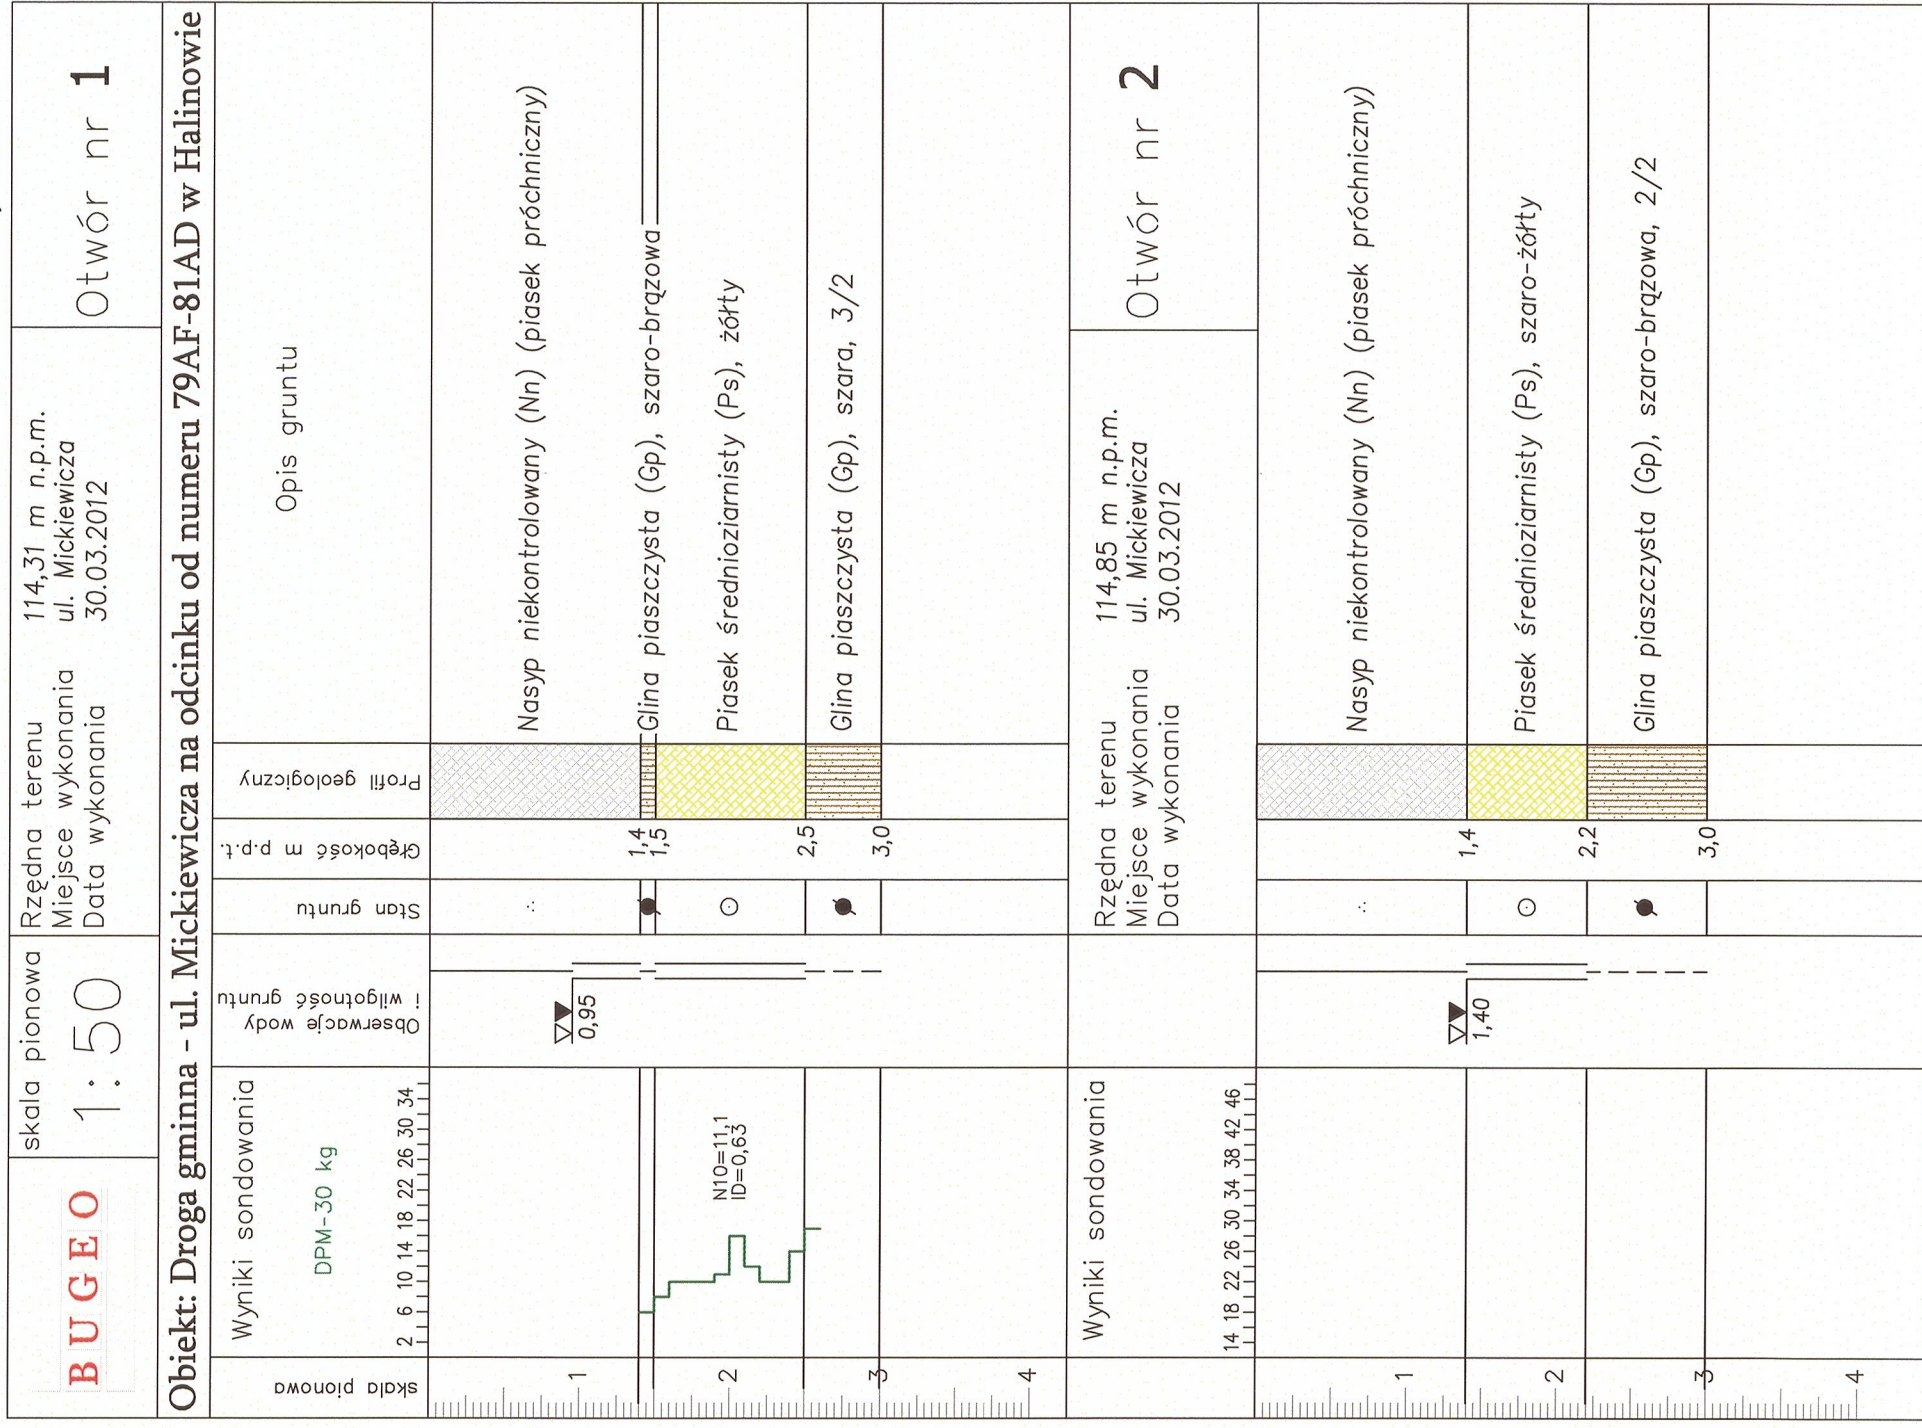 BUGEO
skala pionowa
1:50
Rzędna terenu 114,31 m n.p.m.
Miejsce wykonania ul. Mickiewicza
Data wykonania 30.03.2012
Otwór nr 1
Obiekt: Droga gminna - ul. Mickiewicza na odcinku od numeru 79AF-81AD w Halinowie
skala pionowa
Wyniki sondowania
DPM-30 kg
2 6 10 14 18 22 26 30 34
Obserwacje wody
i wilgotność
gruntu
Stan gruntu
Głębokość m p.p.t.
Profil geologiczny
Opis gruntu
1
2
3
4
N10=11,1
ID=0,63
0,95
1,4
1,5
2,5
3,0
Nasyp niekontrolowany (Nn) (piasek próchniczny)
Glina piaszczysta (Gp), szaro-brązowa
Piasek średnioziarnisty (Ps), żółty
Glina piaszczysta (Gp), szara, 3/2
Wyniki sondowania
14 18 22 26 30 34 38 42 46
Rzędna terenu 114,85 m n.p.m.
Miejsce wykonania ul. Mickiewicza
Data wykonania 30.03.2012
Otwór nr 2
1
2
3
4
1,40
1,4
2,2
3,0
Nasyp niekontrolowany (Nn) (piasek próchniczny)
Piasek średnioziarnisty (Ps), szaro-żółty
Glina piaszczysta (Gp), szaro-brązowa, 2/2